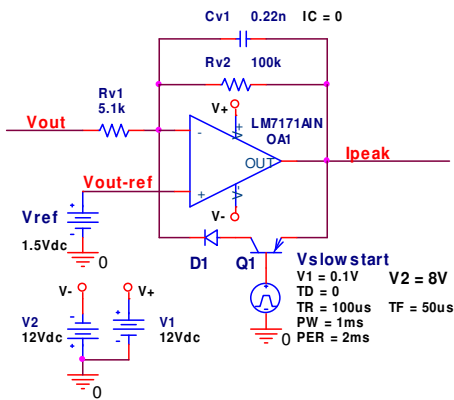 Cv1 0.22n IC = 0
Rv2 100k
Rv1
5.1k
V+
LM7171AIN
OA1
Vout
-
V+
OUT
Ipeak
Vout-ref
+
V-
V-
Vref
1.5Vdc
0
D1 Q1
Vslowstart
V1 = 0.1V V2 = 8V
TD = 0
TR = 100us TF = 50us
PW = 1ms
PER = 2ms
0
V- V+
V2
12Vdc
V1
12Vdc
0